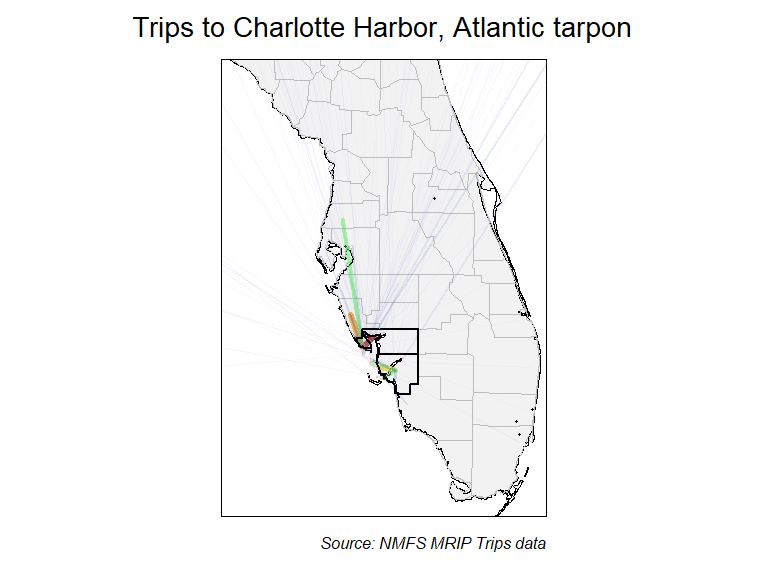 Trips to Charlotte Harbor, Atlantic tarpon
Source: NMFS MRIP Trips data